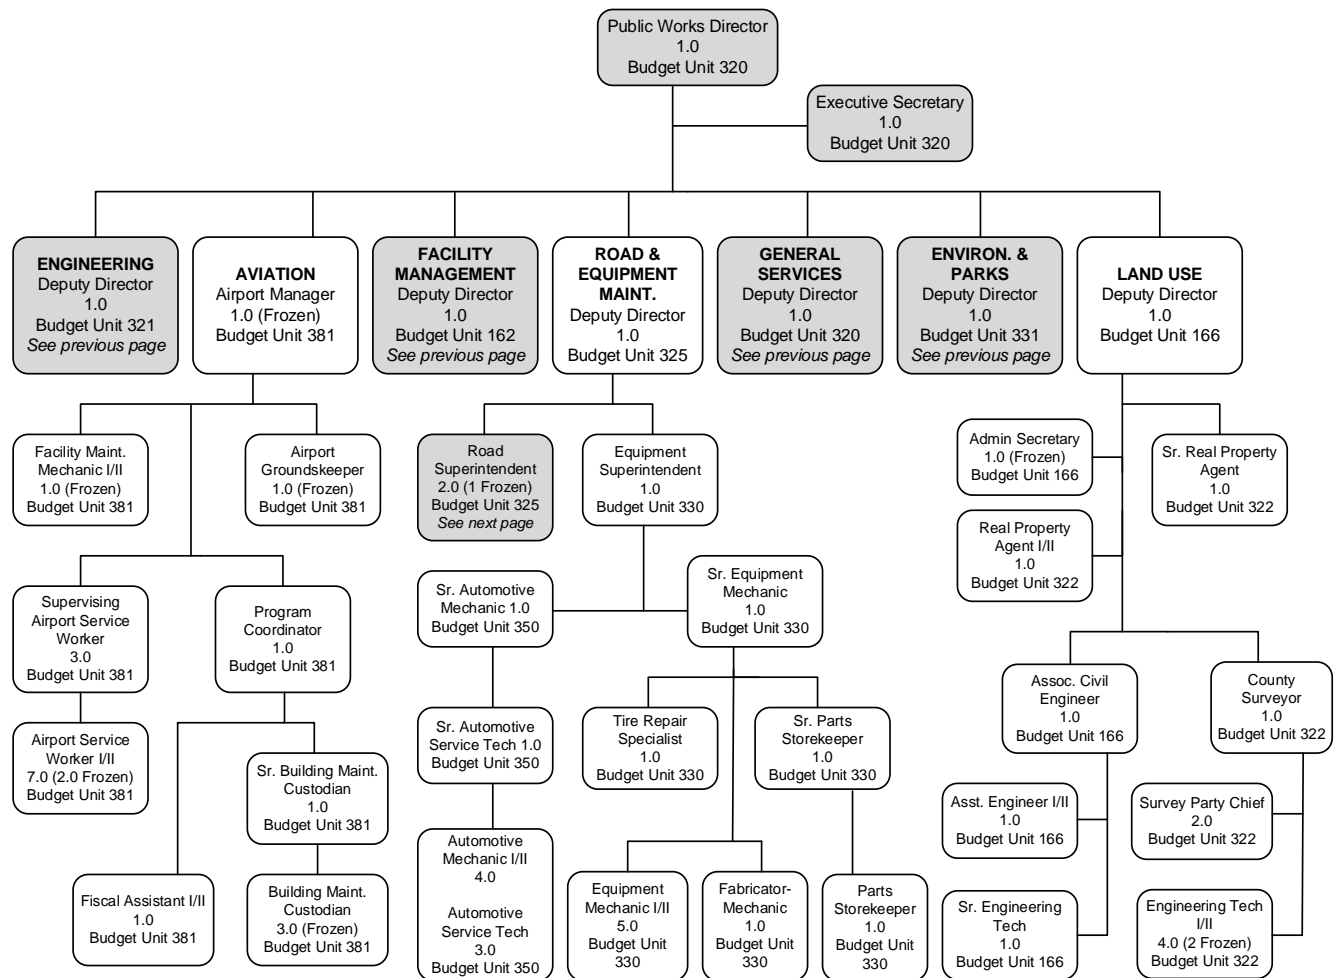 Public Works Director
1.0
Budget Unit 320
Executive Secretary
1.0
Budget Unit 320
ENGINEERING
Deputy Director
1.0
Budget Unit 321
See previous page
AVIATION
Airport Manager
1.0 (Frozen)
Budget Unit 381
FACILITY
MANAGEMENT
Deputy Director
1.0
Budget Unit 162
See previous page
ROAD &
EQUIPMENT
MAINT.
Deputy Director
1.0
Budget Unit 325
GENERAL
SERVICES
Deputy Director
1.0
Budget Unit 320
See previous page
ENVIRON. &
PARKS
Deputy Director
1.0
Budget Unit 331
See previous page
LAND USE
Deputy Director
1.0
Budget Unit 166
Facility Maint.
Mechanic I/II
1.0 (Frozen)
Budget Unit 381
Airport
Groundskeeper
1.0 (Frozen)
Budget Unit 381
Road
Superintendent
2.0 (1 Frozen)
Budget Unit 325
See next page
Equipment
Superintendent
1.0
Budget Unit 330
Admin Secretary
1.0 (Frozen)
Budget Unit 166
Sr. Real Property
Agent
1.0
Budget Unit 322
Real Property
Agent I/II
1.0
Budget Unit 322
Supervising
Airport Service
Worker
3.0
Budget Unit 381
Program
Coordinator
1.0
Budget Unit 381
Sr. Automotive
Mechanic 1.0
Budget Unit 350
Sr. Equipment
Mechanic
1.0
Budget Unit 330
Assoc. Civil
Engineer
1.0
Budget Unit 166
County
Surveyor
1.0
Budget Unit 322
Airport Service
Worker I/II
7.0 (2.0 Frozen)
Budget Unit 381
Sr. Building Maint.
Custodian
1.0
Budget Unit 381
Sr. Automotive
Service Tech 1.0
Budget Unit 350
Tire Repair
Specialist
1.0
Budget Unit 330
Sr. Parts
Storekeeper
1.0
Budget Unit 330
Asst. Engineer I/II
1.0
Budget Unit 166
Survey Party Chief
2.0
Budget Unit 322
Fiscal Assistant I/II
1.0
Budget Unit 381
Building Maint.
Custodian
3.0 (Frozen)
Budget Unit 381
Automotive
Mechanic I/II
4.0
Automotive
Service Tech
3.0
Budget Unit 350
Equipment
Mechanic I/II
5.0
Budget Unit
330
Fabricator-
Mechanic
1.0
Budget Unit
330
Parts
Storekeeper
1.0
Budget Unit
330
Sr. Engineering
Tech
1.0
Budget Unit 166
Engineering Tech
I/II
4.0 (2 Frozen)
Budget Unit 322